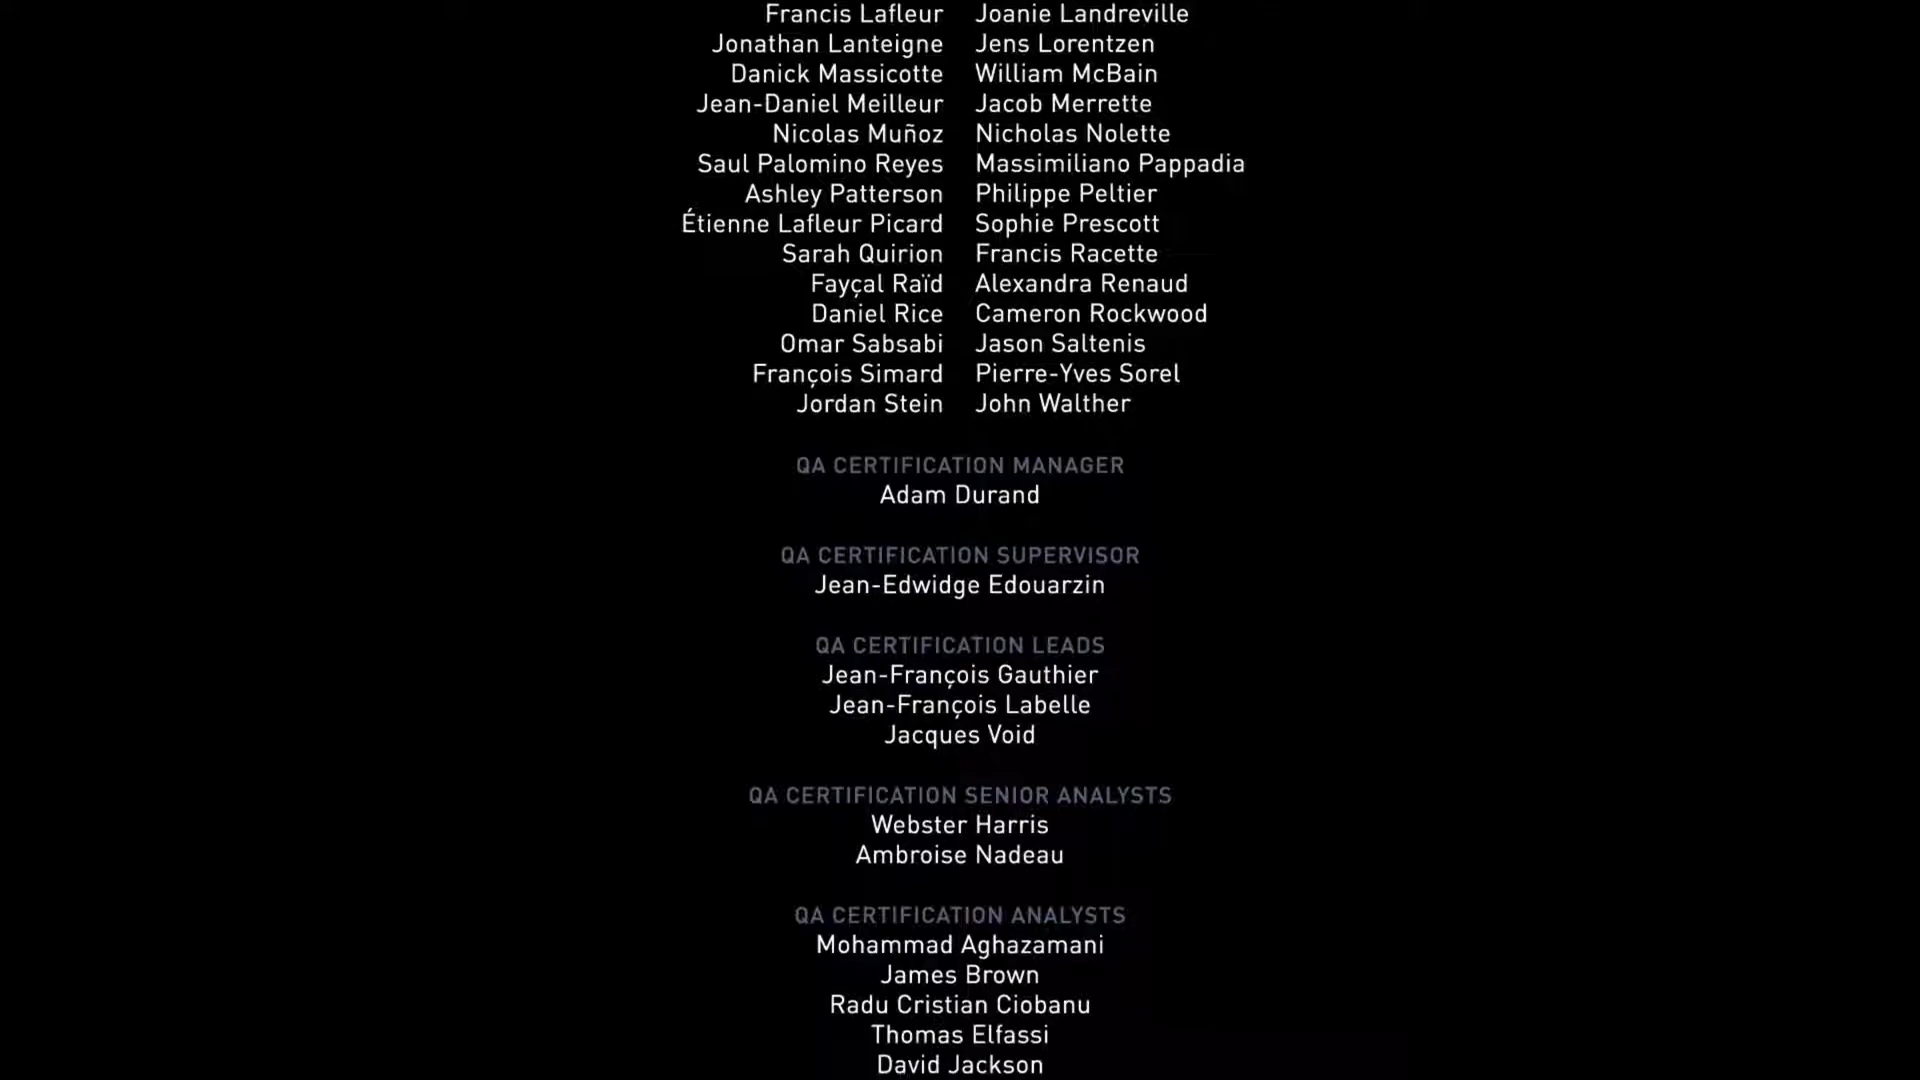 Francis Lafleur Joanie Landreville
Jonathan Lanteigne Jens Lorentzen
Danick Massicotte William McBain
Jean-Daniel Meilleur Jacob Merrette
Nicolas Muñoz Nicholas Nolette
Saul Palomino Reyes Massimiliano Pappadia
Ashley Patterson Philippe Peltier
Étienne Lafleur Picard Sophie Prescott
Sarah Quirion Francis Racette
Fayçal Raïd Alexandra Renaud
Daniel Rice Cameron Rockwood
Omar Sabsabi Jason Saltenis
François Simard Pierre-Yves Sorel
Jordan Stein John Walther
QA CERTIFICATION MANAGER
Adam Durand
QA CERTIFICATION SUPERVISOR
Jean-Edwidge Edouarzin
QA CERTIFICATION LEADS
Jean-François Gauthier
Jean-François Labelle
Jacques Void
QA CERTIFICATION SENIOR ANALYSTS
Webster Harris
Ambroise Nadeau
QA CERTIFICATION ANALYSTS
Mohammad Aghazamani
James Brown
Radu Cristian Ciobanu
Thomas Elfassi
David Jackson